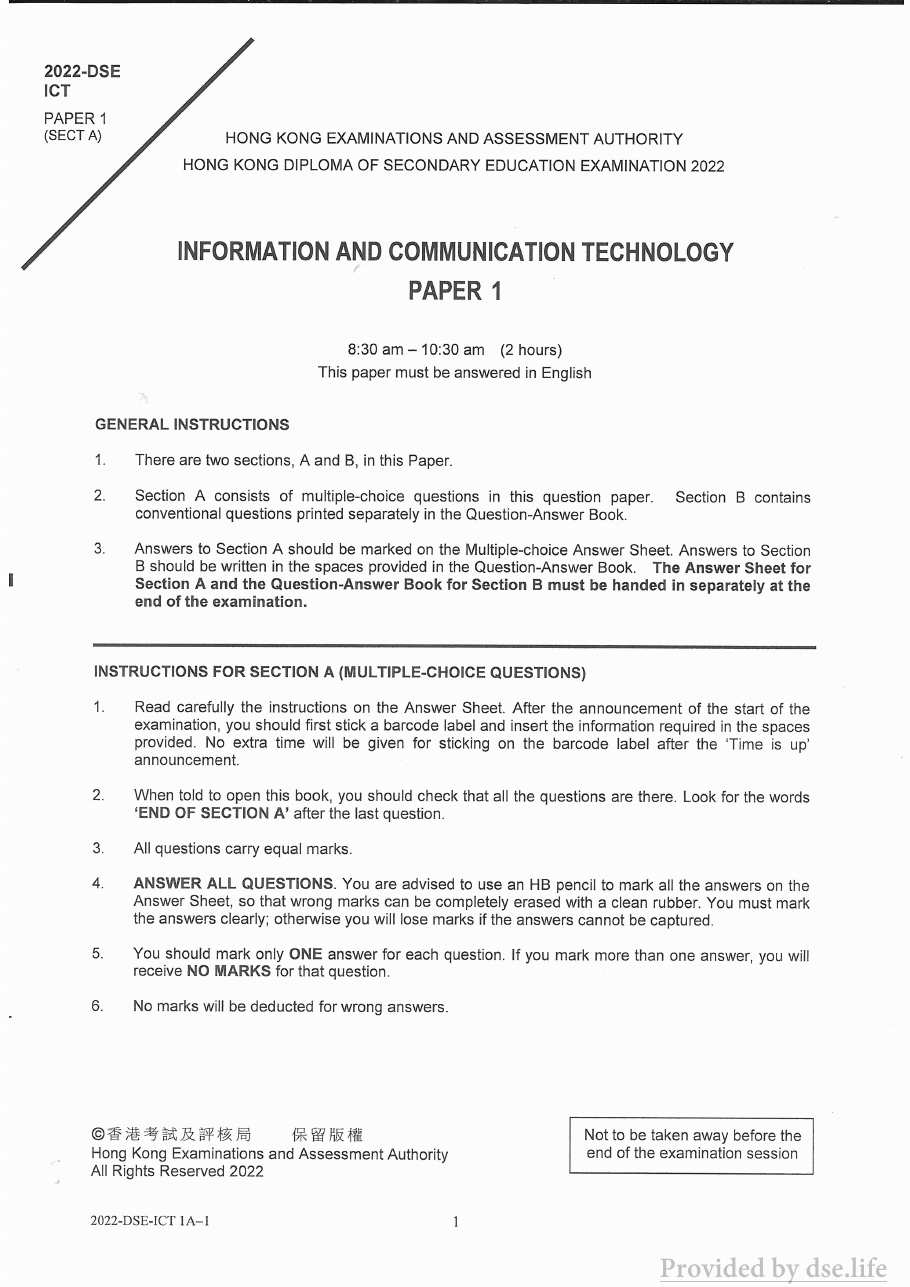 2022-DSE
ICT
PAPER 1
(SECT A)
HONG KONG EXAMINATIONS AND ASSESSMENT AUTHORITY
HONG KONG DIPLOMA OF SECONDARY EDUCATION EXAMINATION 2022
INFORMATION AND COMMUNICATION TECHNOLOGY
PAPER 1
8:30 am – 10:30 am (2 hours)
This paper must be answered in English
GENERAL INSTRUCTIONS
1. There are two sections, A and B, in this Paper.
2. Section A consists of multiple-choice questions in this question paper. Section B contains
conventional questions printed separately in the Question-Answer Book.
3. Answers to Section A should be marked on the Multiple-choice Answer Sheet. Answers to Section
B should be written in the spaces provided in the Question-Answer Book. The Answer Sheet for
Section A and the Question-Answer Book for Section B must be handed in separately at the
end of the examination.
INSTRUCTIONS FOR SECTION A (MULTIPLE-CHOICE QUESTIONS)
1. Read carefully the instructions on the Answer Sheet. After the announcement of the start of the
examination, you should first stick a barcode label and insert the information required in the spaces
provided. No extra time will be given for sticking on the barcode label after the ‘Time is up’
announcement.
2. When told to open this book, you should check that all the questions are there. Look for the words
‘END OF SECTION A’ after the last question.
3. All questions carry equal marks.
4. ANSWER ALL QUESTIONS. You are advised to use an HB pencil to mark all the answers on the
Answer Sheet, so that wrong marks can be completely erased with a clean rubber. You must mark
the answers clearly; otherwise you will lose marks if the answers cannot be captured.
5. You should mark only ONE answer for each question. If you mark more than one answer, you will
receive NO MARKS for that question.
6. No marks will be deducted for wrong answers.
©香港考試及評核局 保留版權
Hong Kong Examinations and Assessment Authority
All Rights Reserved 2022
Not to be taken away before the
end of the examination session
2022-DSE-ICT 1A–1
1
Provided by dse.life